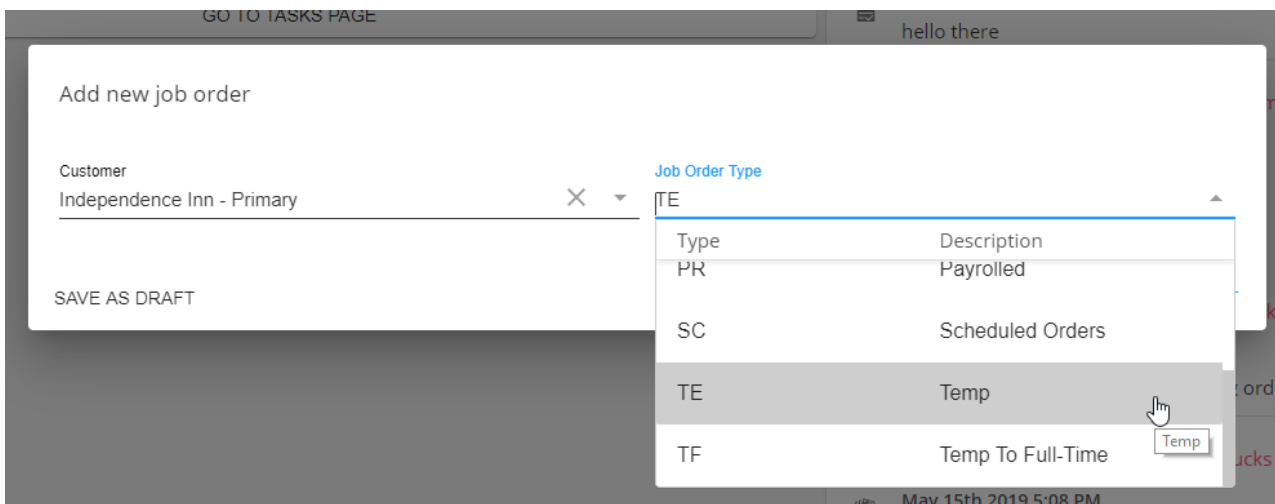 GO TO TASKS PAGE
hello there
Add new job order
Customer
Independence Inn - Primary
Job Order Type
TE
Type Description
PR Payrolled
SC Scheduled Orders
TE Temp
TF Temp To Full-Time
Temp
SAVE AS DRAFT
ord
ucks
May 15th 2019 5:08 PM